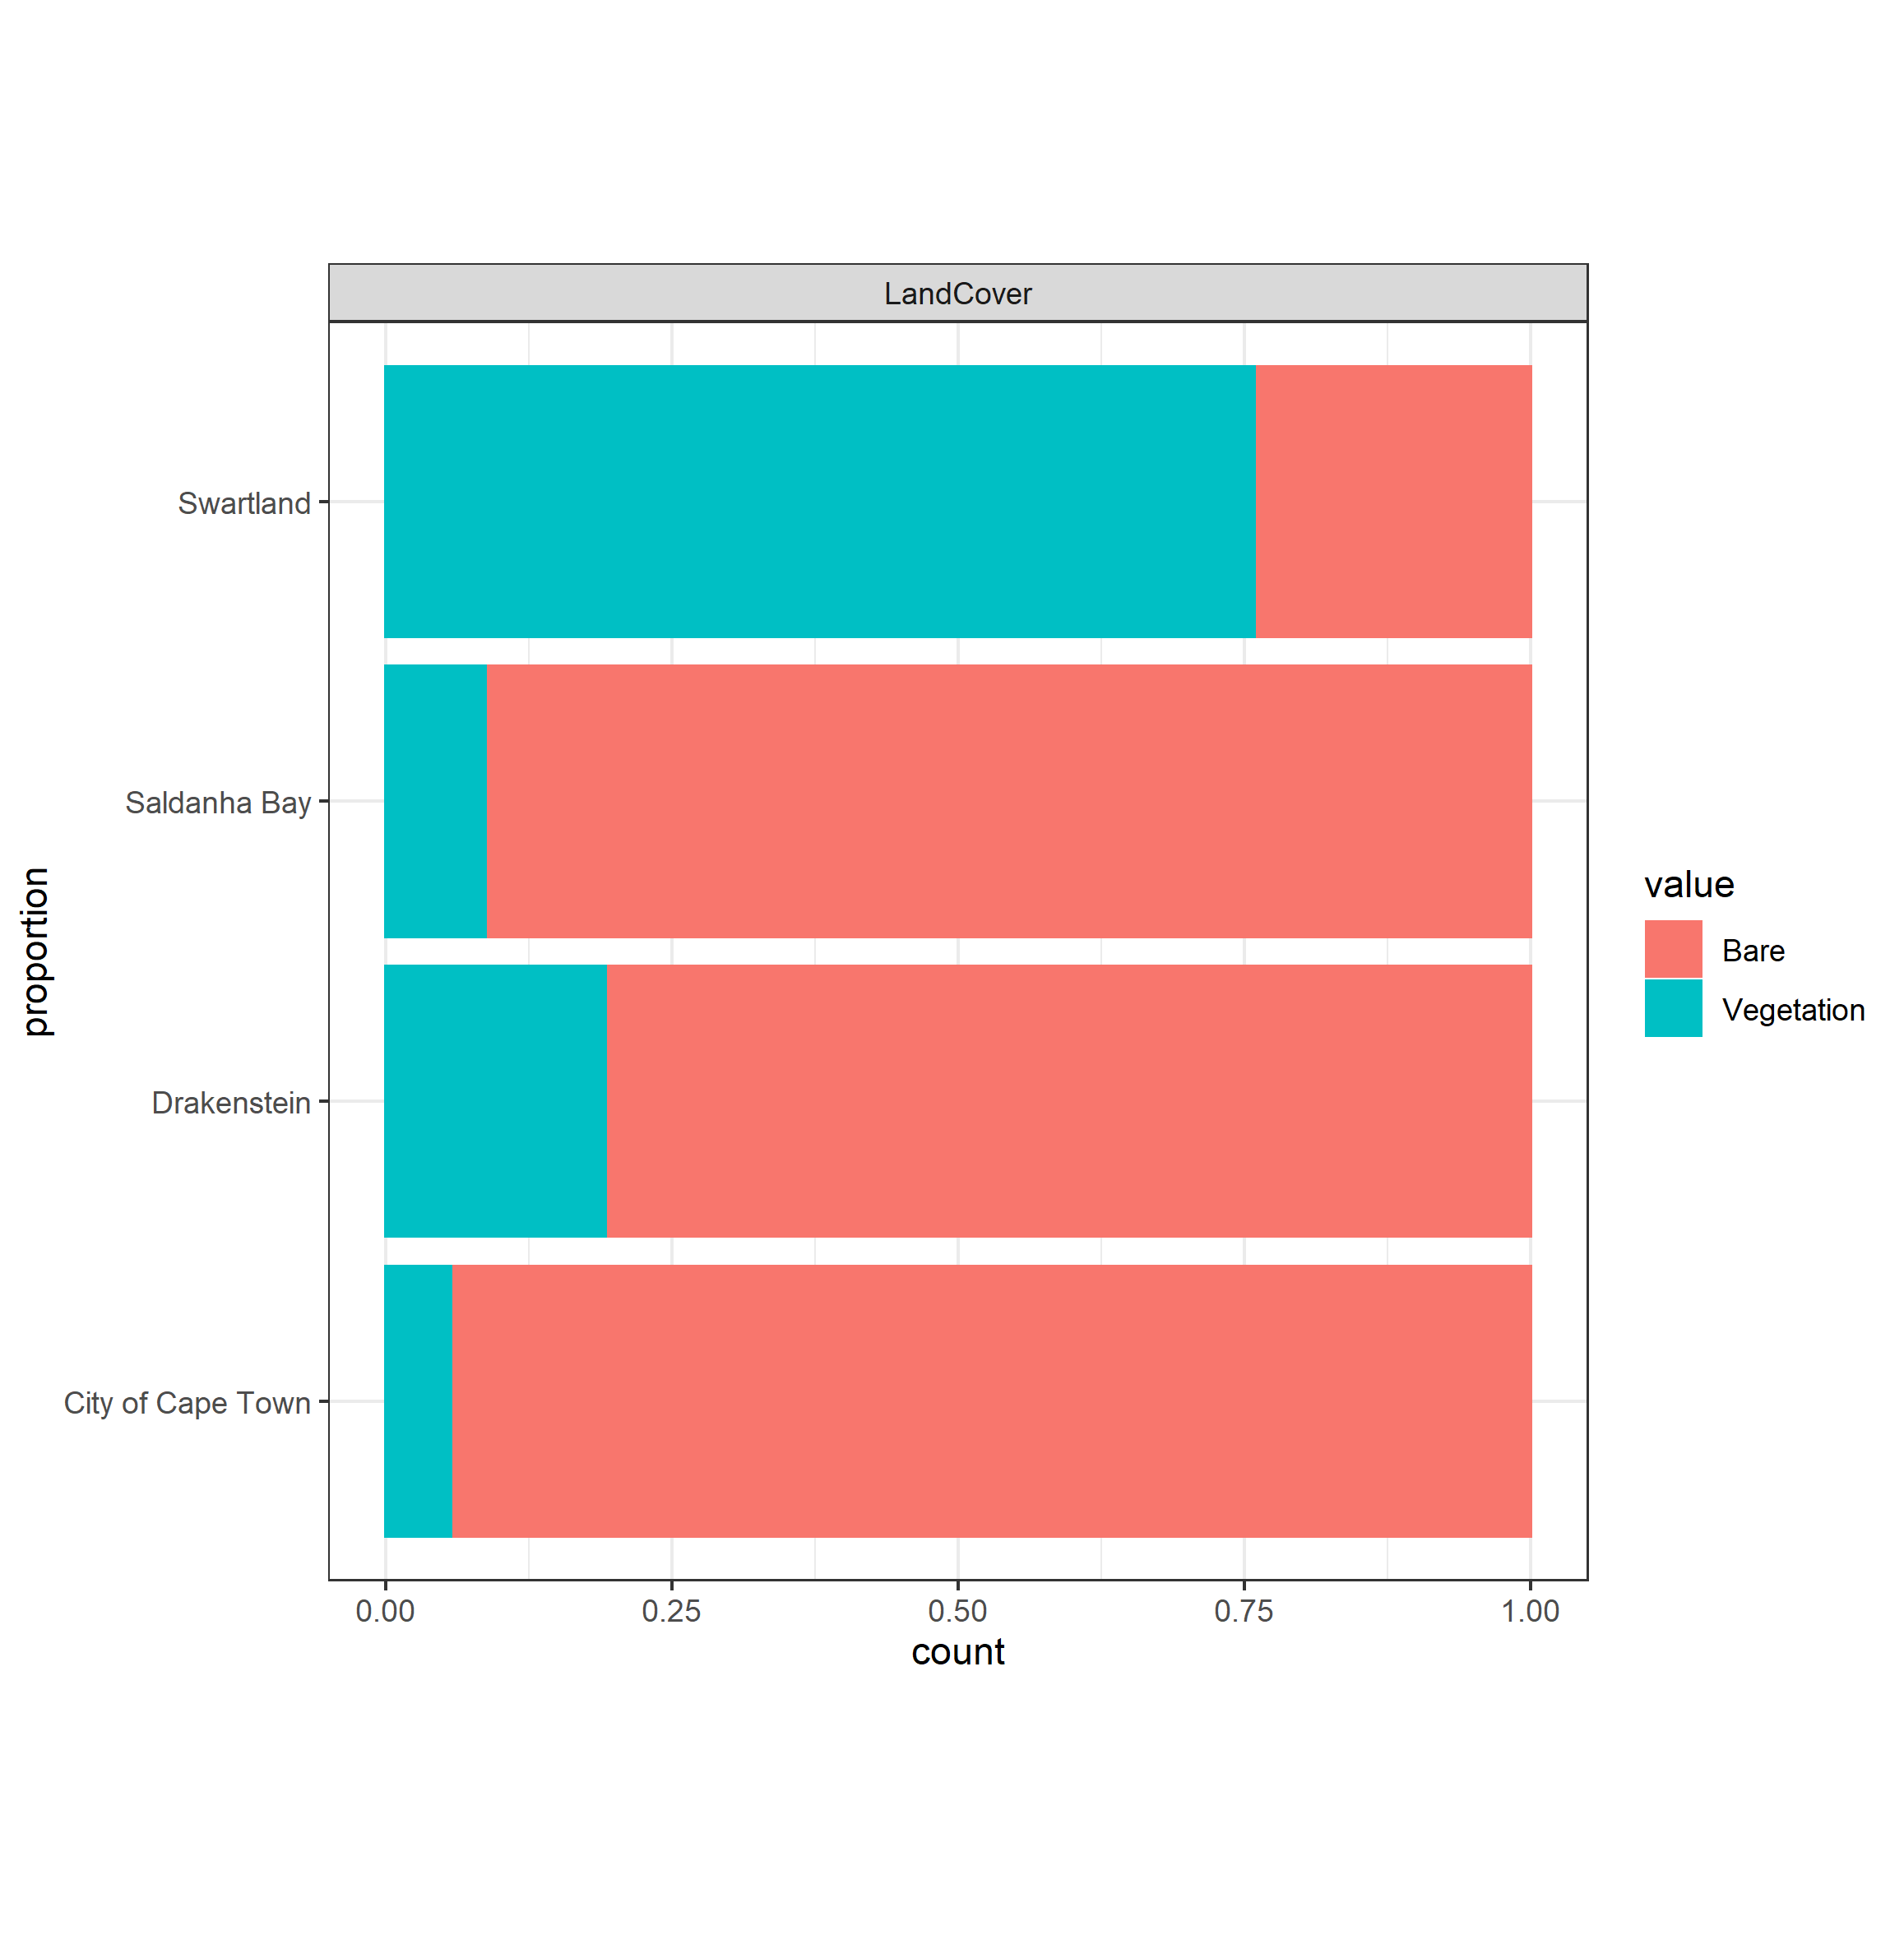 LandCover
Swartland
Saldanha Bay
Drakenstein
City of Cape Town
proportion
0.00 0.25 0.50 0.75 1.00
count
value
Bare
Vegetation